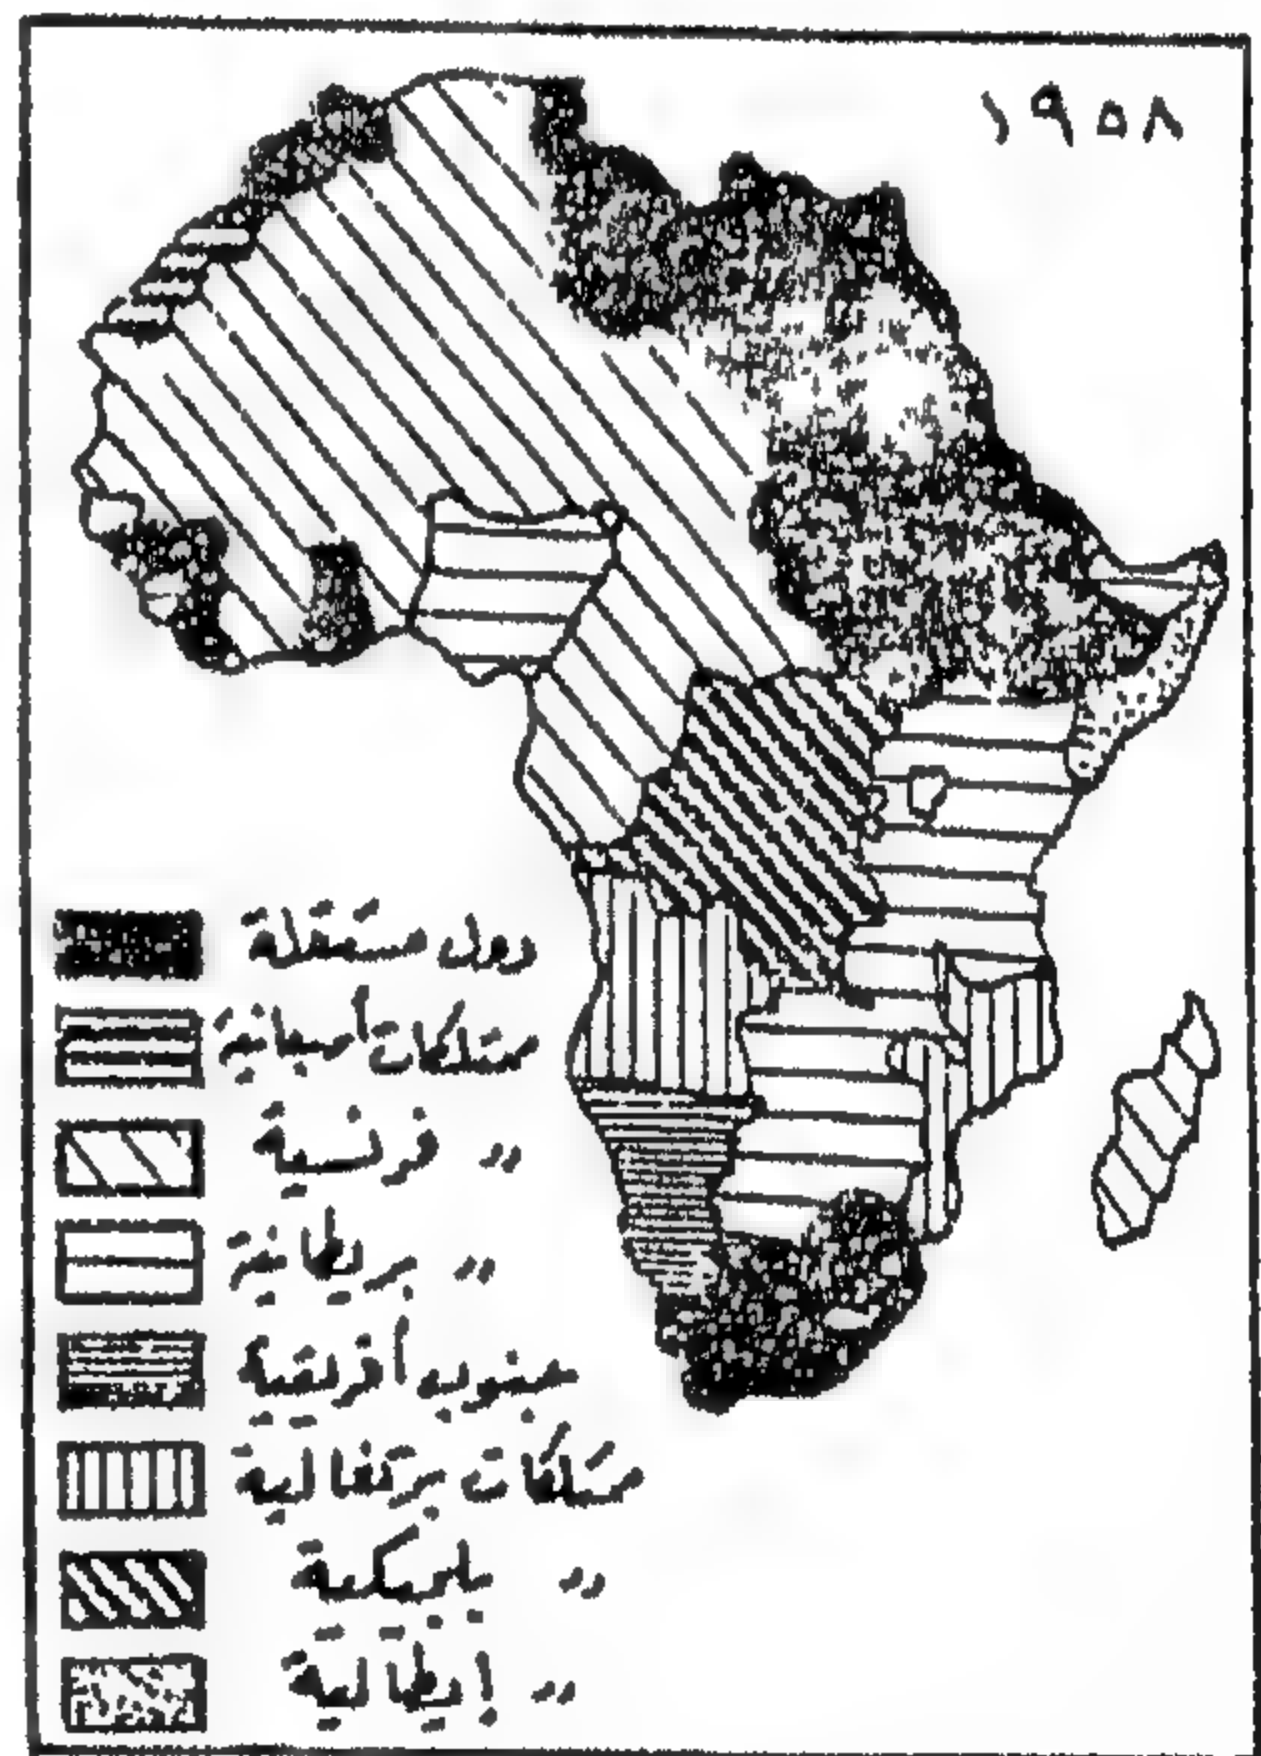 ١٩٥٨
دول مستقلة
ممتلكات أسبانية
〃 فرنسية
〃 بريطانية
جنوب أفريقية
ممتلكات برتغالية
〃 بلجيكية
〃 إيطالية